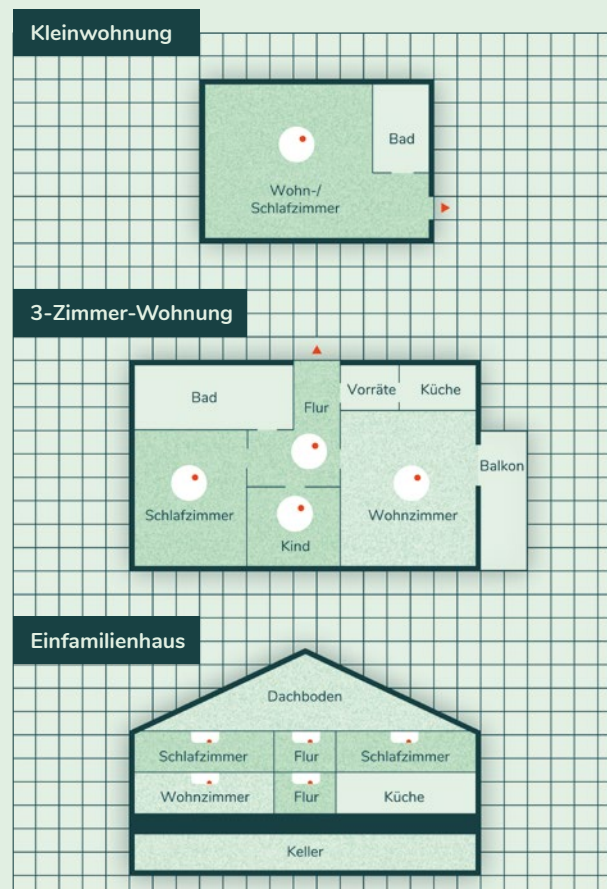 Kleinwohnung
Bad
Wohn-/
Schlafzimmer
3-Zimmer-Wohnung
Bad
Flur
Vorräte
Küche
Balkon
Schlafzimmer
Wohnzimmer
Kind
Einfamilienhaus
Dachboden
Schlafzimmer
Flur
Schlafzimmer
Wohnzimmer
Flur
Küche
Keller